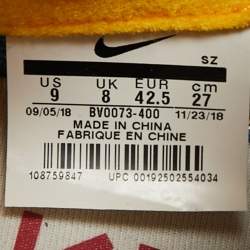 SZ
US UK EUR cm
9 8 42.5 27
09/05/18 BV0073-400 11/23/18
MADE IN CHINA
FABRIQUE EN CHINE
108759847 UPC 00192502554034